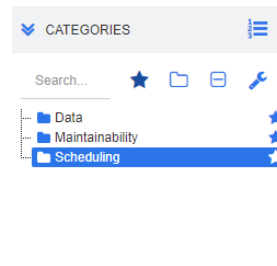 CATEGORIES
Search...
Data
Maintainability
Scheduling